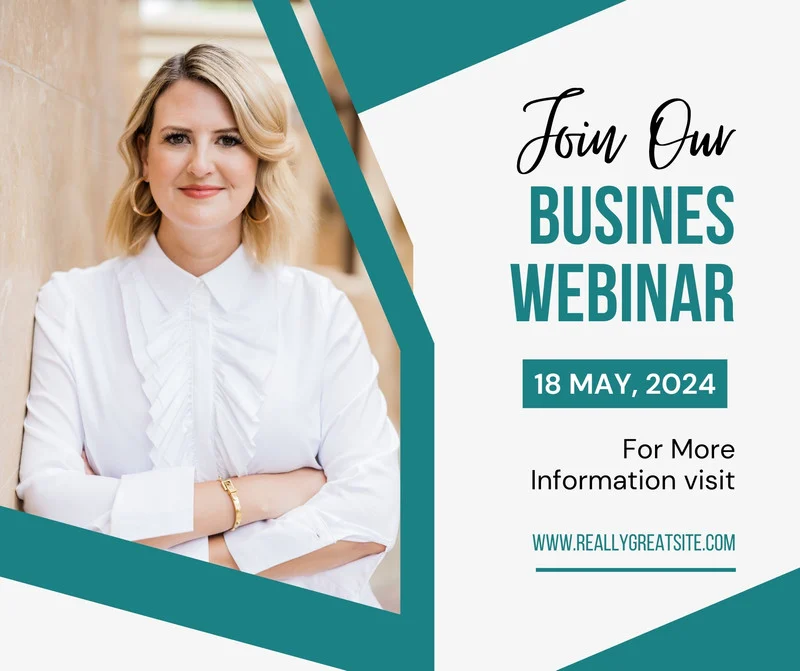 Join Our
BUSINES
WEBINAR
18 MAY, 2024
For More
Information visit
WWW.REALLYGREATSITE.COM